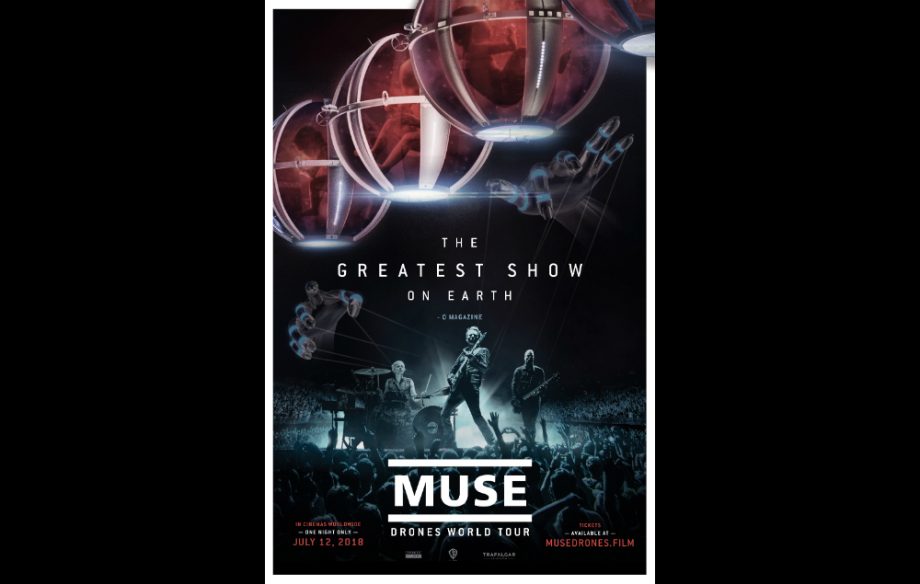 THE
GREATEST SHOW
ON EARTH
- Q MAGAZINE
MUSE
DRONES WORLD TOUR
IN CINEMAS WORLDWIDE
— ONE NIGHT ONLY —
JULY 12, 2018
TICKETS
— AVAILABLE AT —
MUSEDRONES.FILM
TRAFALGAR